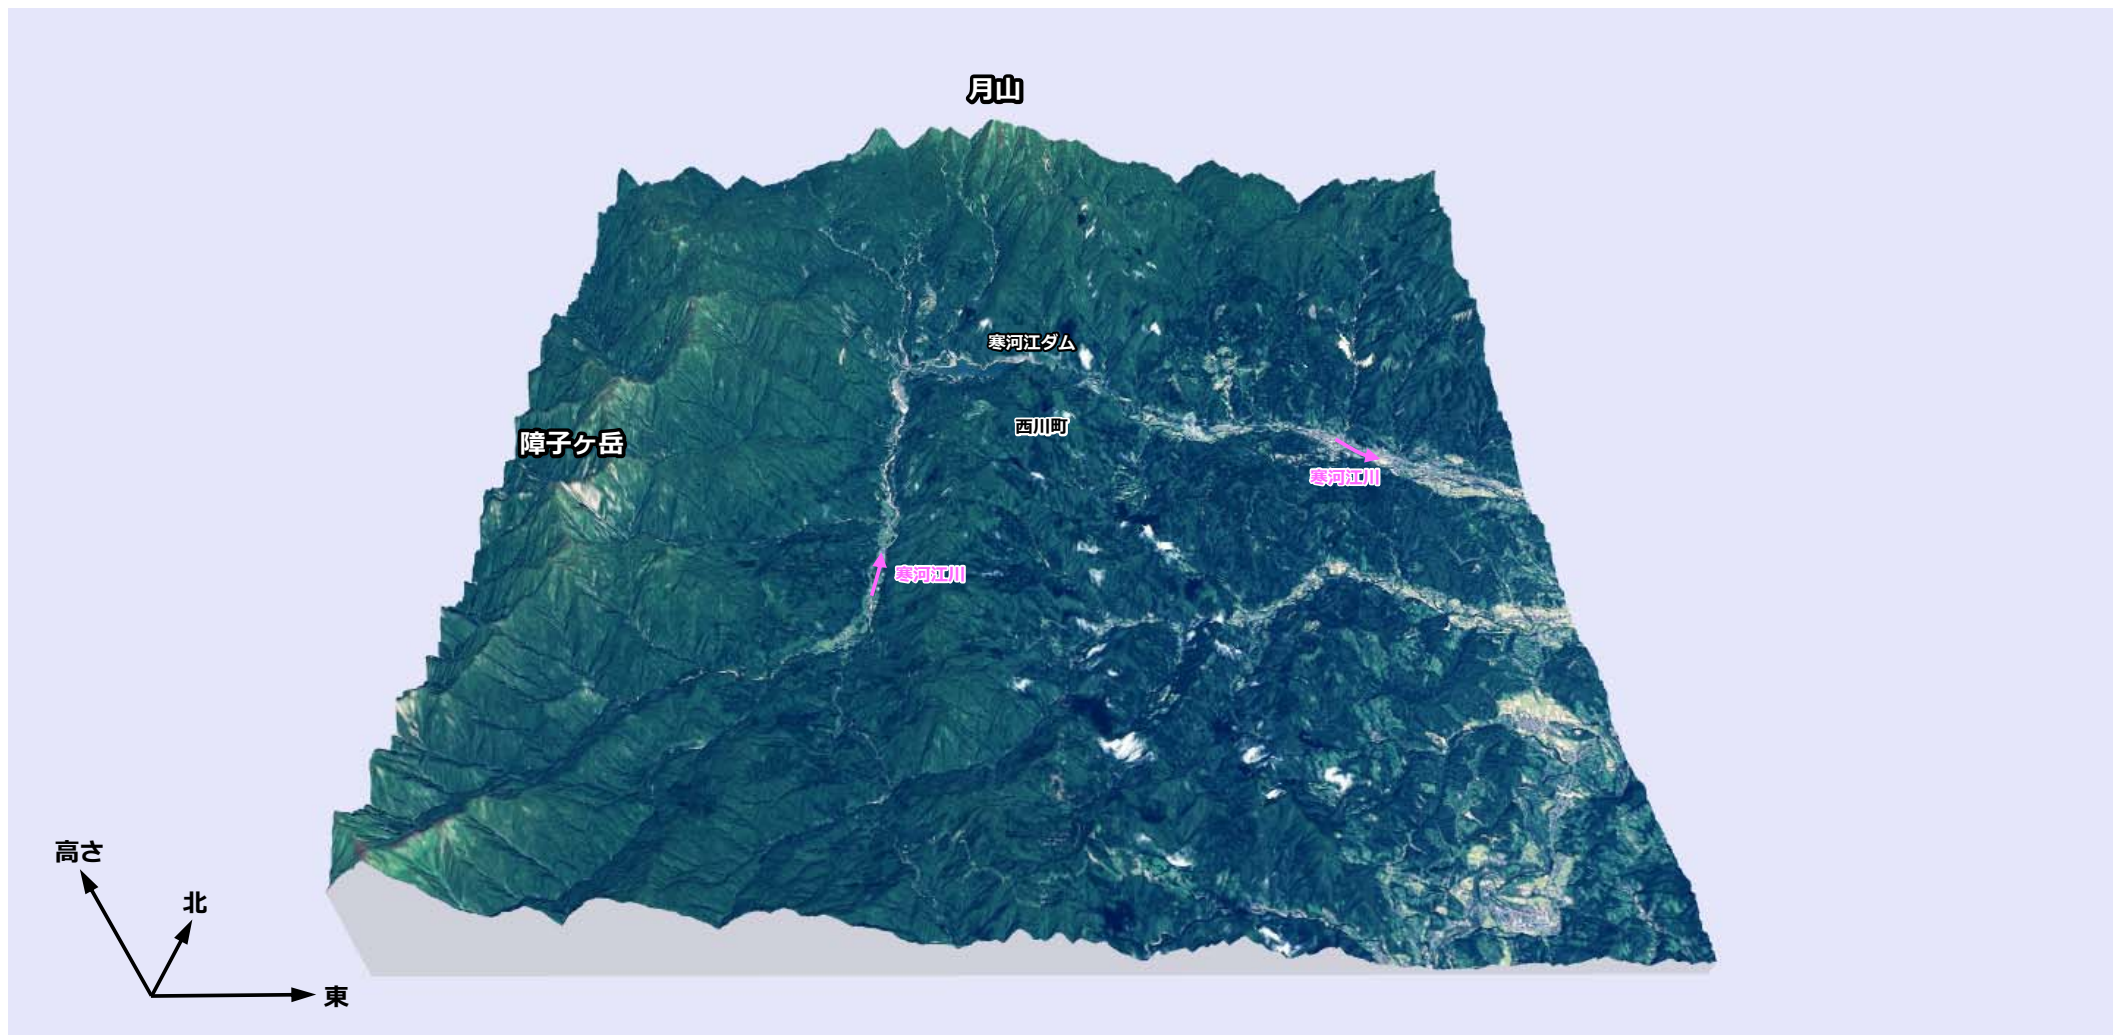 月山
寒河江ダム
西川町
障子ヶ岳
寒河江川
寒河江川
高さ
北
東